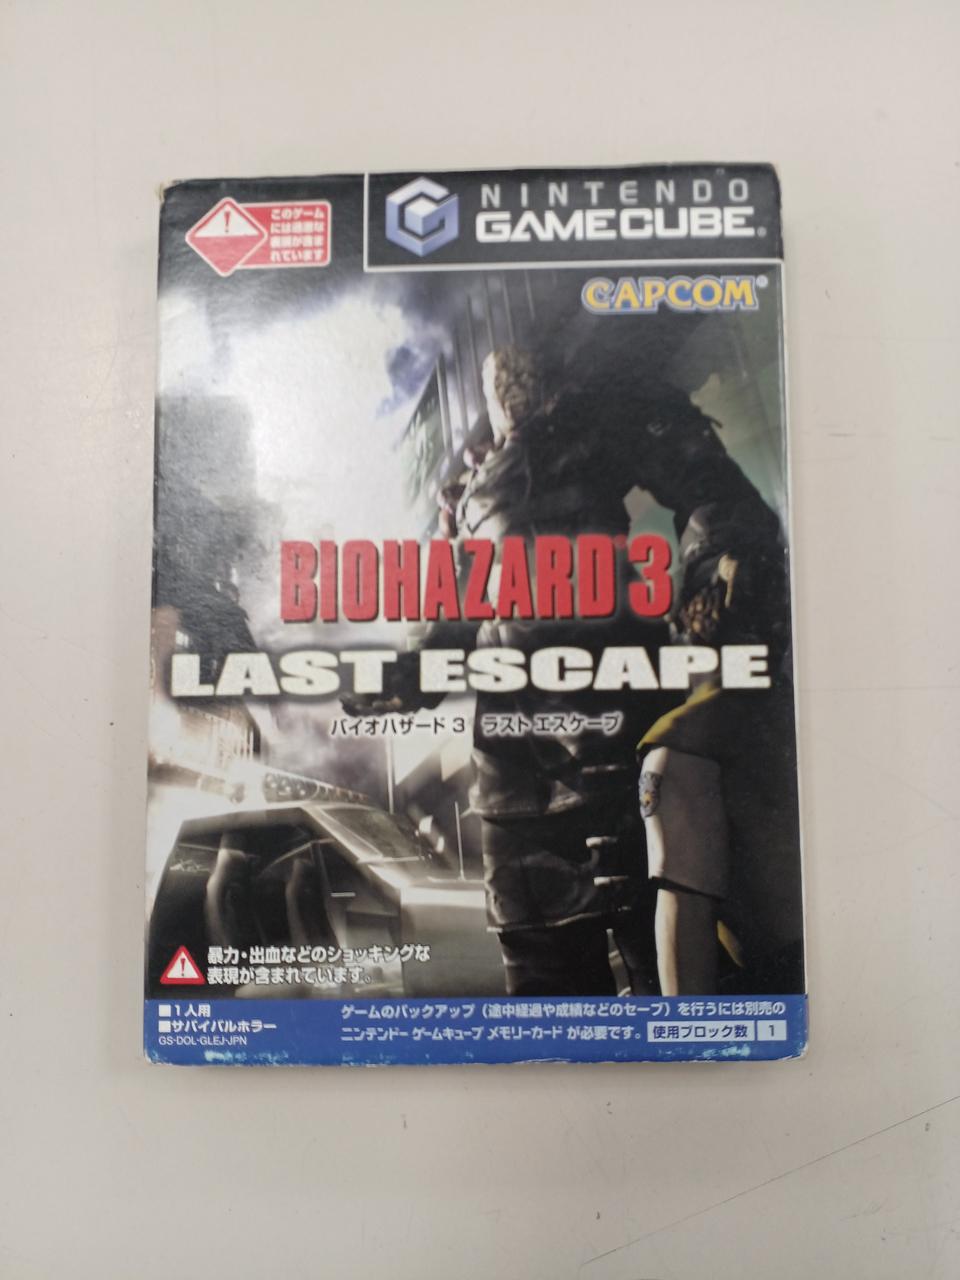 このゲーム
には過激な
表現が含ま
れています
NINTENDO
GAMECUBE®
CAPCOM®
BIOHAZARD®3
LAST ESCAPE
バイオハザード3 ラスト エスケープ
暴力・出血などのショッキングな
表現が含まれています。
■1人用
■サバイバルホラー
GS-DOL-GLEJ-JPN
ゲームのバックアップ(途中経過や成績などのセーブ)を行うには別売の
ニンテンドー ゲームキューブ メモリーカード が必要です。 使用ブロック数 1